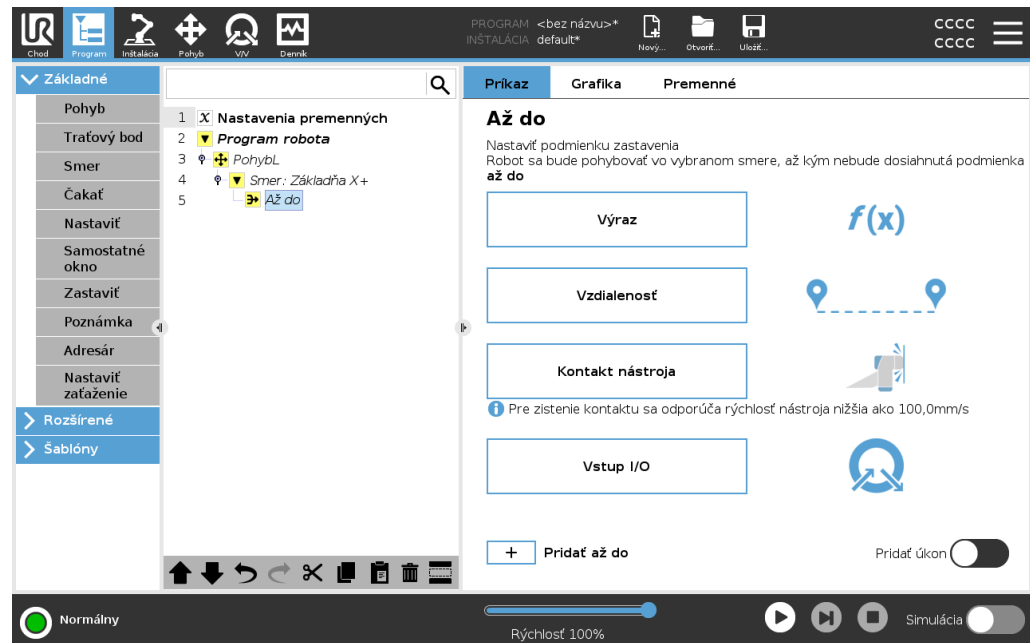 PROGRAM <bez názvu>*
INŠTALÁCIA default*
Chod
Program
Inštalácia
Pohyb
V/V
Denník
Nový...
Otvoriť...
Uložiť...
CCCC
CCCC
Základné
Pohyb
Traťový bod
Smer
Čakať
Nastaviť
Samostatné
okno
Zastaviť
Poznámka
Adresár
Nastaviť
zaťaženie
Rozšírené
Šablóny
1 X Nastavenia premenných
2 Program robota
3 PohybL
4 Smer: Základňa X+
5 Až do
Príkaz
Grafika
Premenné
Až do
Nastaviť podmienku zastavenia
Robot sa bude pohybovať vo vybranom smere, až kým nebude dosiahnutá podmienka
až do
Výraz
f(x)
Vzdialenosť
Kontakt nástroja
Pre zistenie kontaktu sa odporúča rýchlosť nástroja nižšia ako 100,0mm/s
Vstup I/O
+ Pridať až do
Pridať úkon
Normálny
Rýchlosť 100%
Simulácia